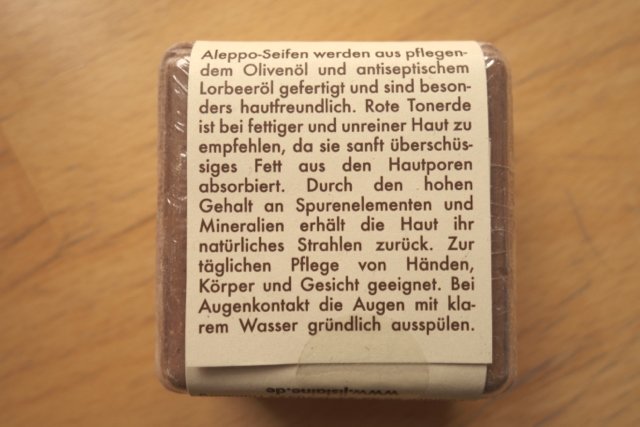 Aleppo-Seifen werden aus pflegen-
dem Olivenöl und antiseptischem
Lorbeeröl gefertigt und sind beson-
ders hautfreundlich. Rote Tonerde
ist bei fettiger und unreiner Haut zu
empfehlen, da sie sanft überschüs-
siges Fett aus den Hautporen
absorbiert. Durch den hohen
Gehalt an Spurenelementen und
Mineralien erhält die Haut ihr
natürliches Strahlen zurück. Zur
täglichen Pflege von Händen,
Körper und Gesicht geeignet. Bei
Augenkontakt die Augen mit kla-
rem Wasser gründlich ausspülen.